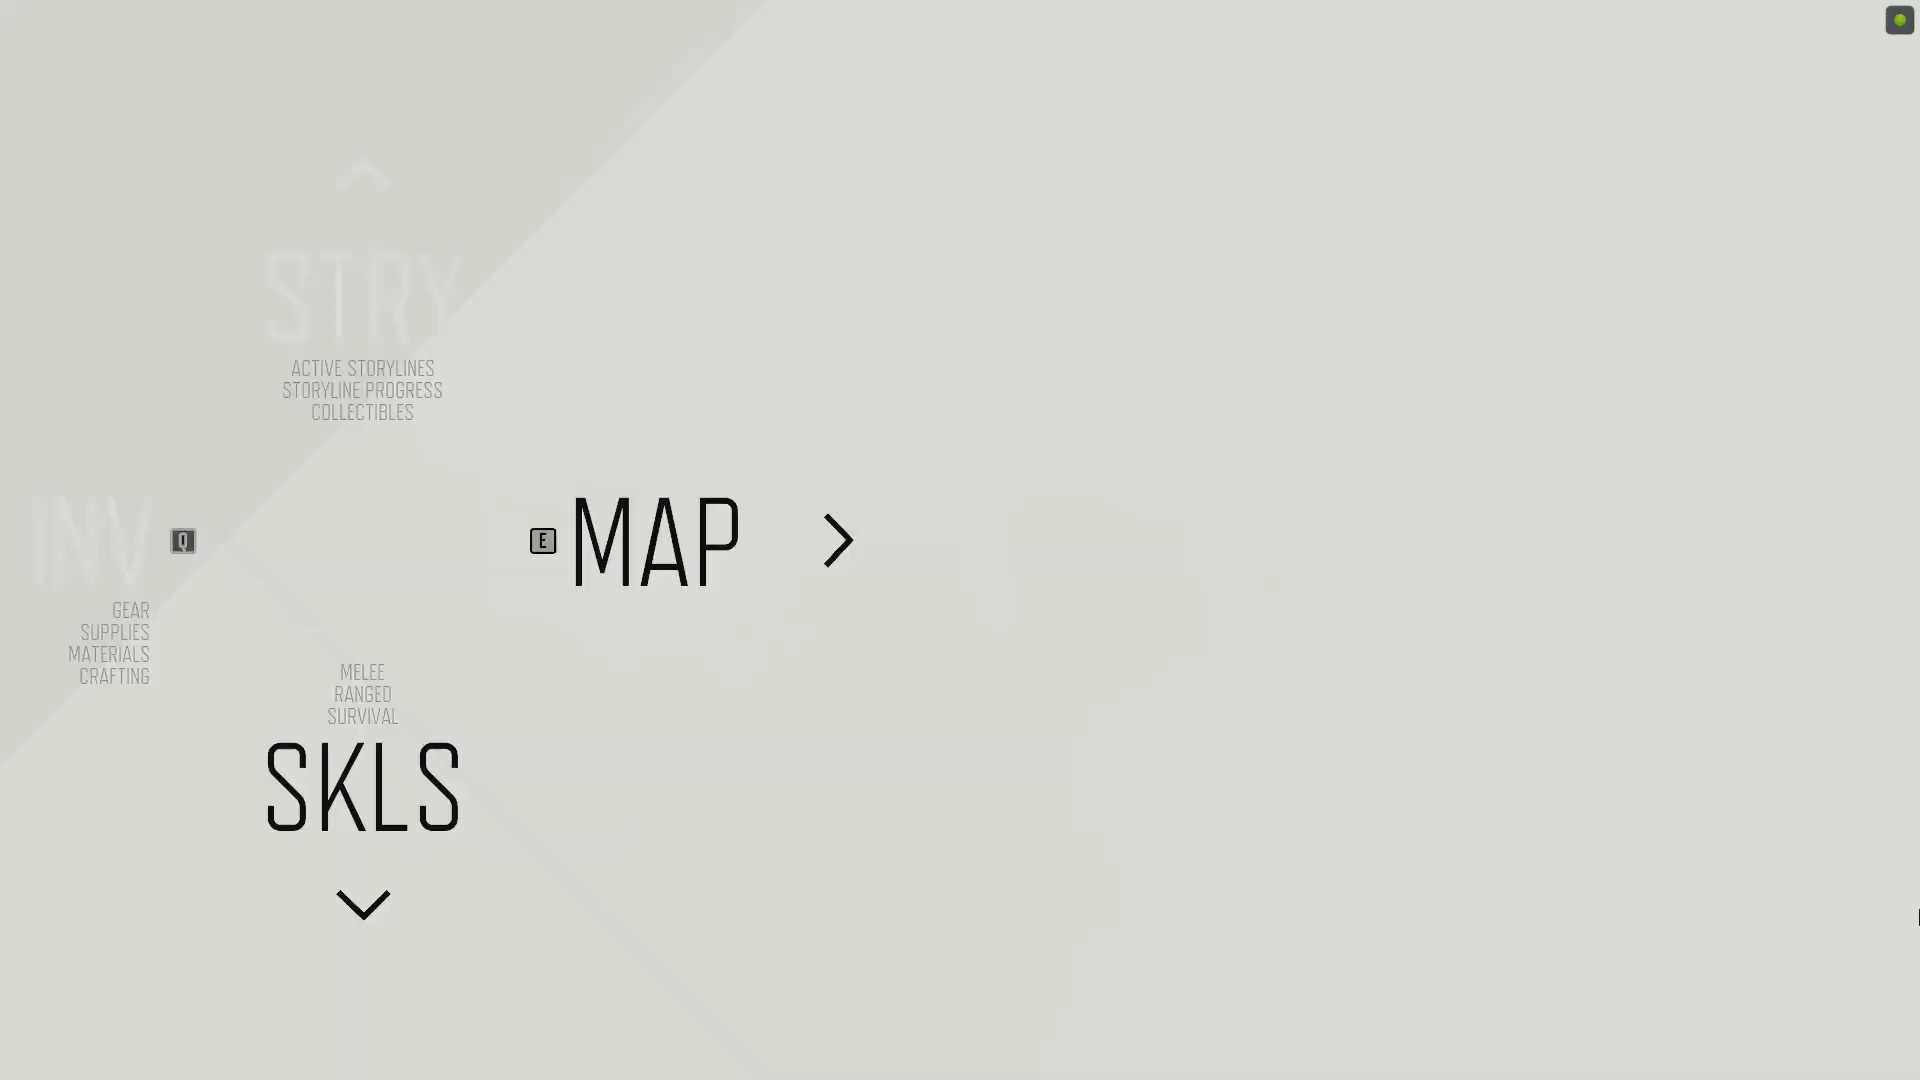 STRY
ACTIVE STORYLINES
STORYLINE PROGRESS
COLLECTIBLES
INV
Q
E
MAP
GEAR
SUPPLIES
MATERIALS
CRAFTING
MELEE
RANGED
SURVIVAL
SKLS